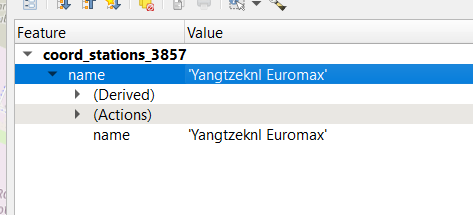 Feature Value
coord_stations_3857
name 'Yangtzeknl Euromax'
(Derived)
(Actions)
name 'Yangtzeknl Euromax'